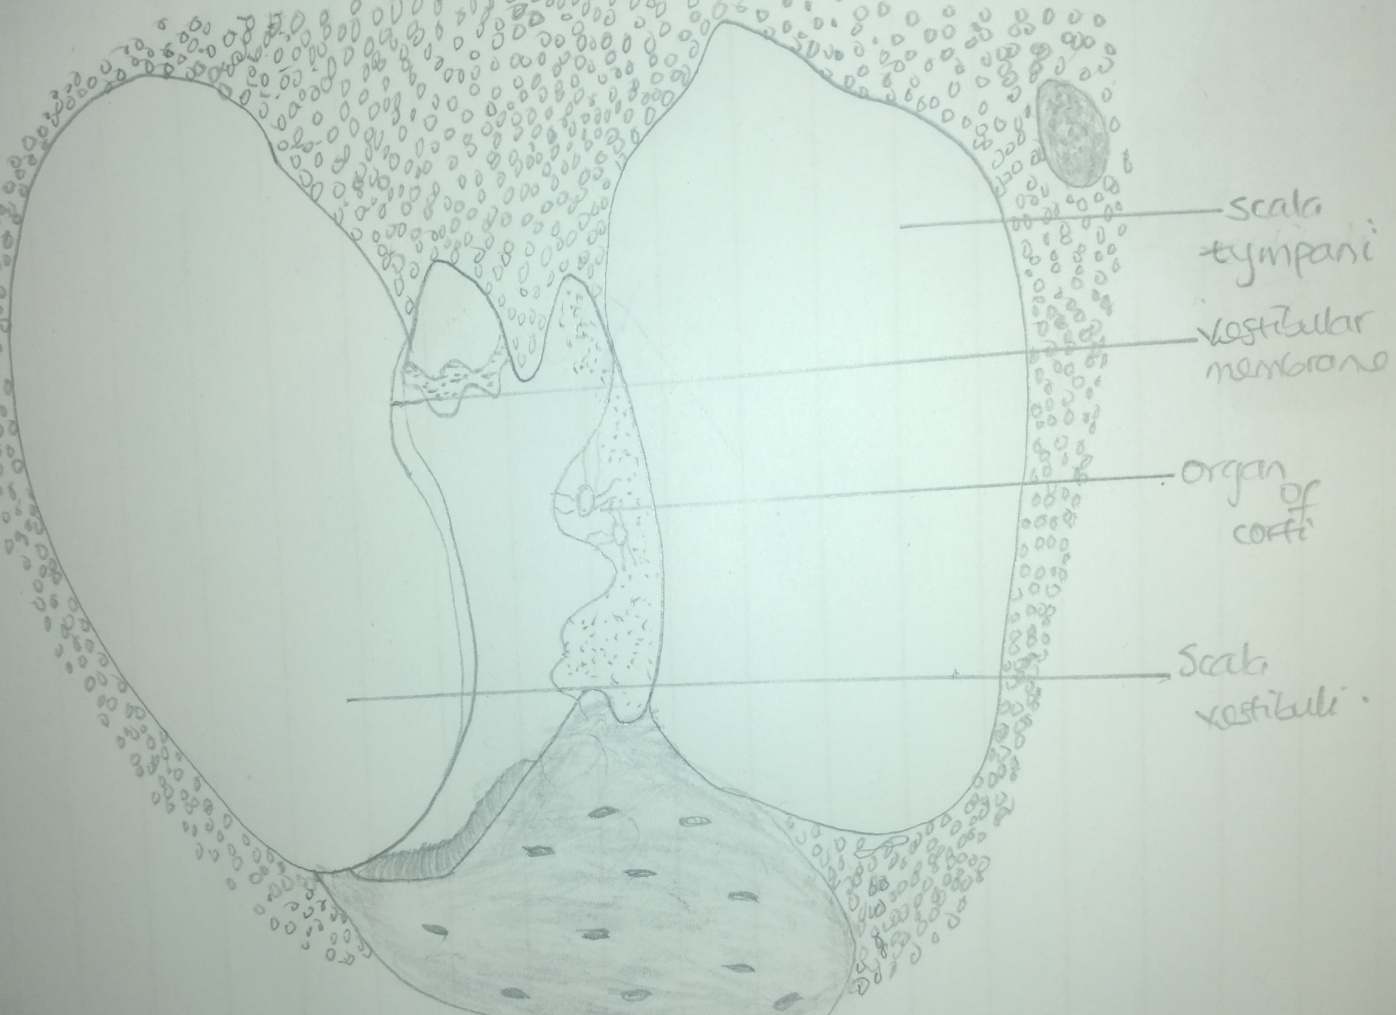 scala
tympani
vestibular
membrane
organ
of
corti
Scala
vestibuli.